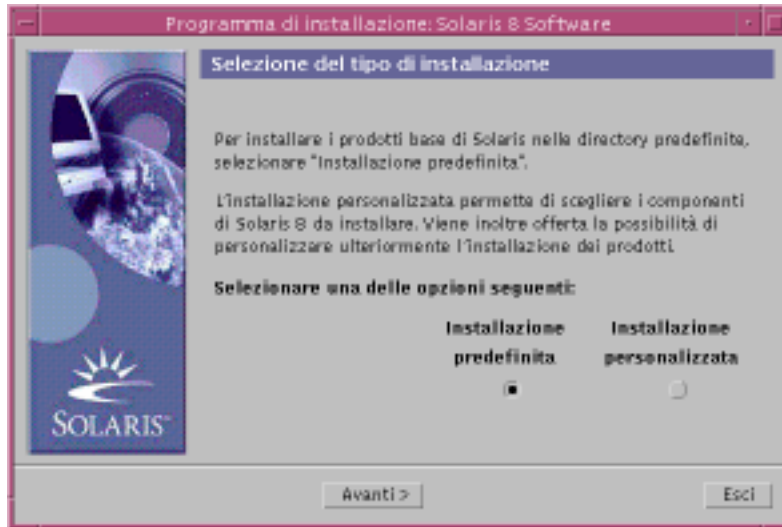 Programma di installazione: Solaris 8 Software
Selezione del tipo di installazione
Per installare i prodotti base di Solaris nelle directory predefinite,
selezionare "Installazione predefinita".
L'installazione personalizzata permette di scegliere i componenti
di Solaris 8 da installare. Viene inoltre offerta la possibilità di
personalizzare ulteriormente l'installazione dei prodotti.
Selezionare una delle opzioni seguenti:
Installazione predefinita
Installazione personalizzata
SOLARIS™
Avanti >
Esci